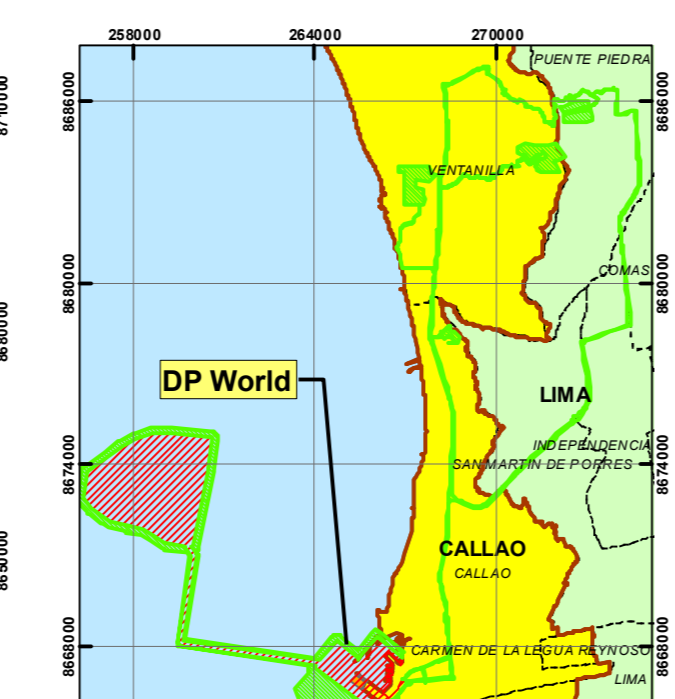 258000 264000 270000
PUENTE PIEDRA
8686000
8686000
VENTANILLA
COMAS
8680000
8680000
DP World
LIMA
INDEPENDENCIA
SAN MARTIN DE PORRES
8674000
8674000
CALLAO
CALLAO
CARMEN DE LA LEGUA REYNOSO
8668000
8668000
LIMA